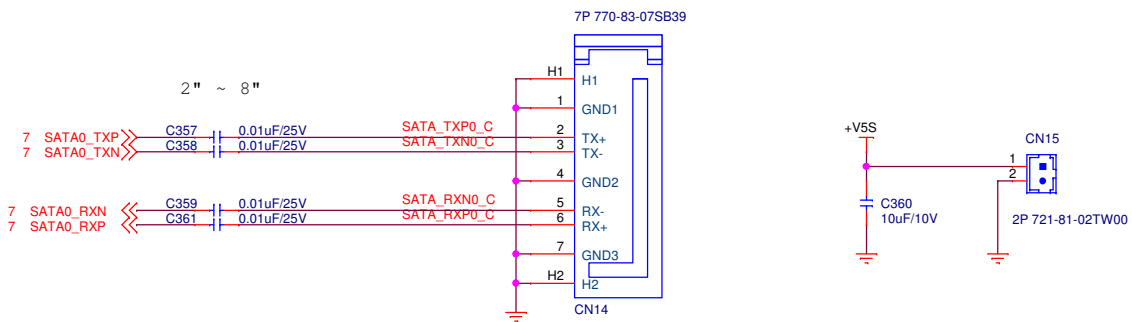 7P 770-83-07SB39
2" ~ 8"
H1 H1
1 GND1
7 SATA0_TXP C357 0.01uF/25V SATA_TXP0_C 2 TX+
7 SATA0_TXN C358 0.01uF/25V SATA_TXN0_C 3 TX-
4 GND2
7 SATA0_RXN C359 0.01uF/25V SATA_RXN0_C 5 RX-
7 SATA0_RXP C361 0.01uF/25V SATA_RXP0_C 6 RX+
7 GND3
H2 H2
CN14
+V5S
CN15
1
2
C360
10uF/10V
2P 721-81-02TW00